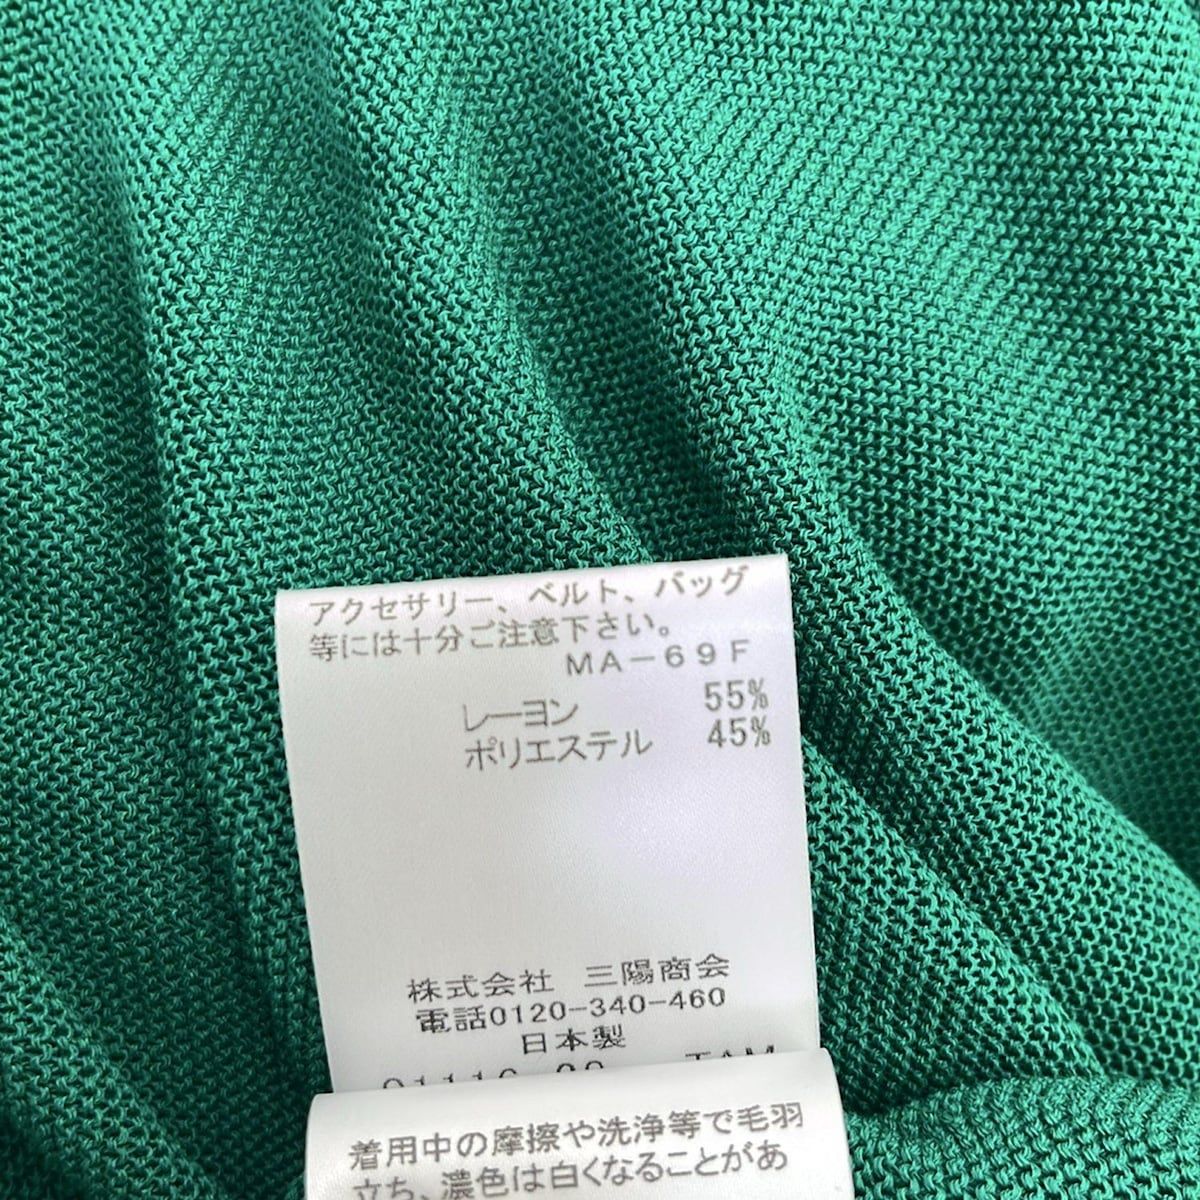 アクセサリー、ベルト、バッグ
等には十分ご注意下さい。
MA-69F
レーヨン 55%
ポリエステル 45%
株式会社 三陽商会
電話0120-340-460
日本製
着用中の摩擦や洗浄等で毛羽
立ち、濃色は白くなることがあ